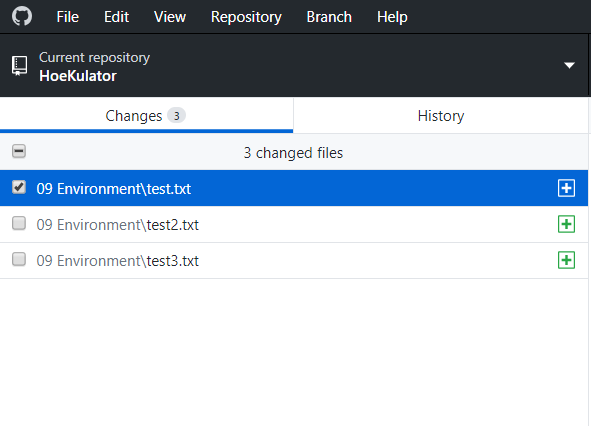 File Edit View Repository Branch Help
Current repository
HoeKulator
Changes 3 History
3 changed files
09 Environment\test.txt
09 Environment\test2.txt
09 Environment\test3.txt